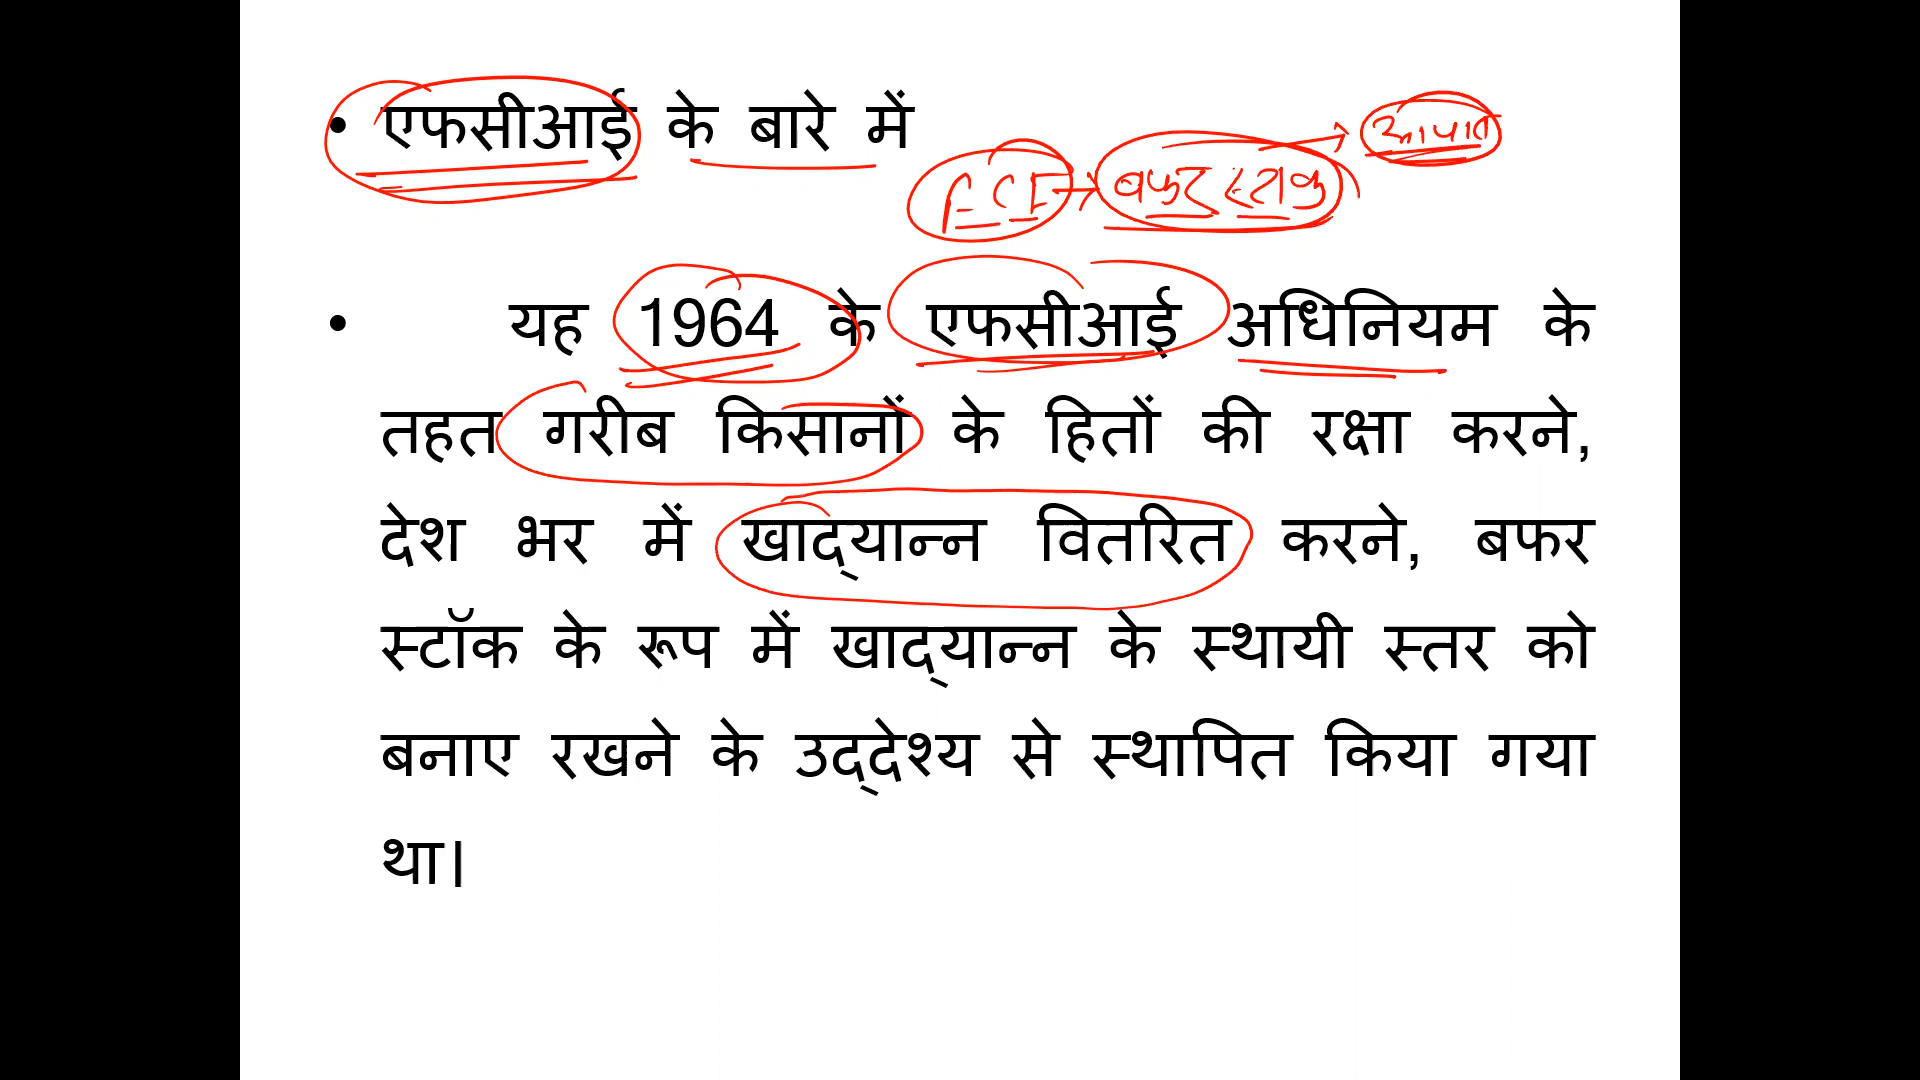 • एफसीआई के बारे में
आपात
FCI → बफर स्टाक
• यह 1964 के एफसीआई अधिनियम के
तहत गरीब किसानों के हितों की रक्षा करने,
देश भर में खाद्यान्न वितरित करने, बफर
स्टॉक के रूप में खाद्यान्न के स्थायी स्तर को
बनाए रखने के उद्देश्य से स्थापित किया गया
था।